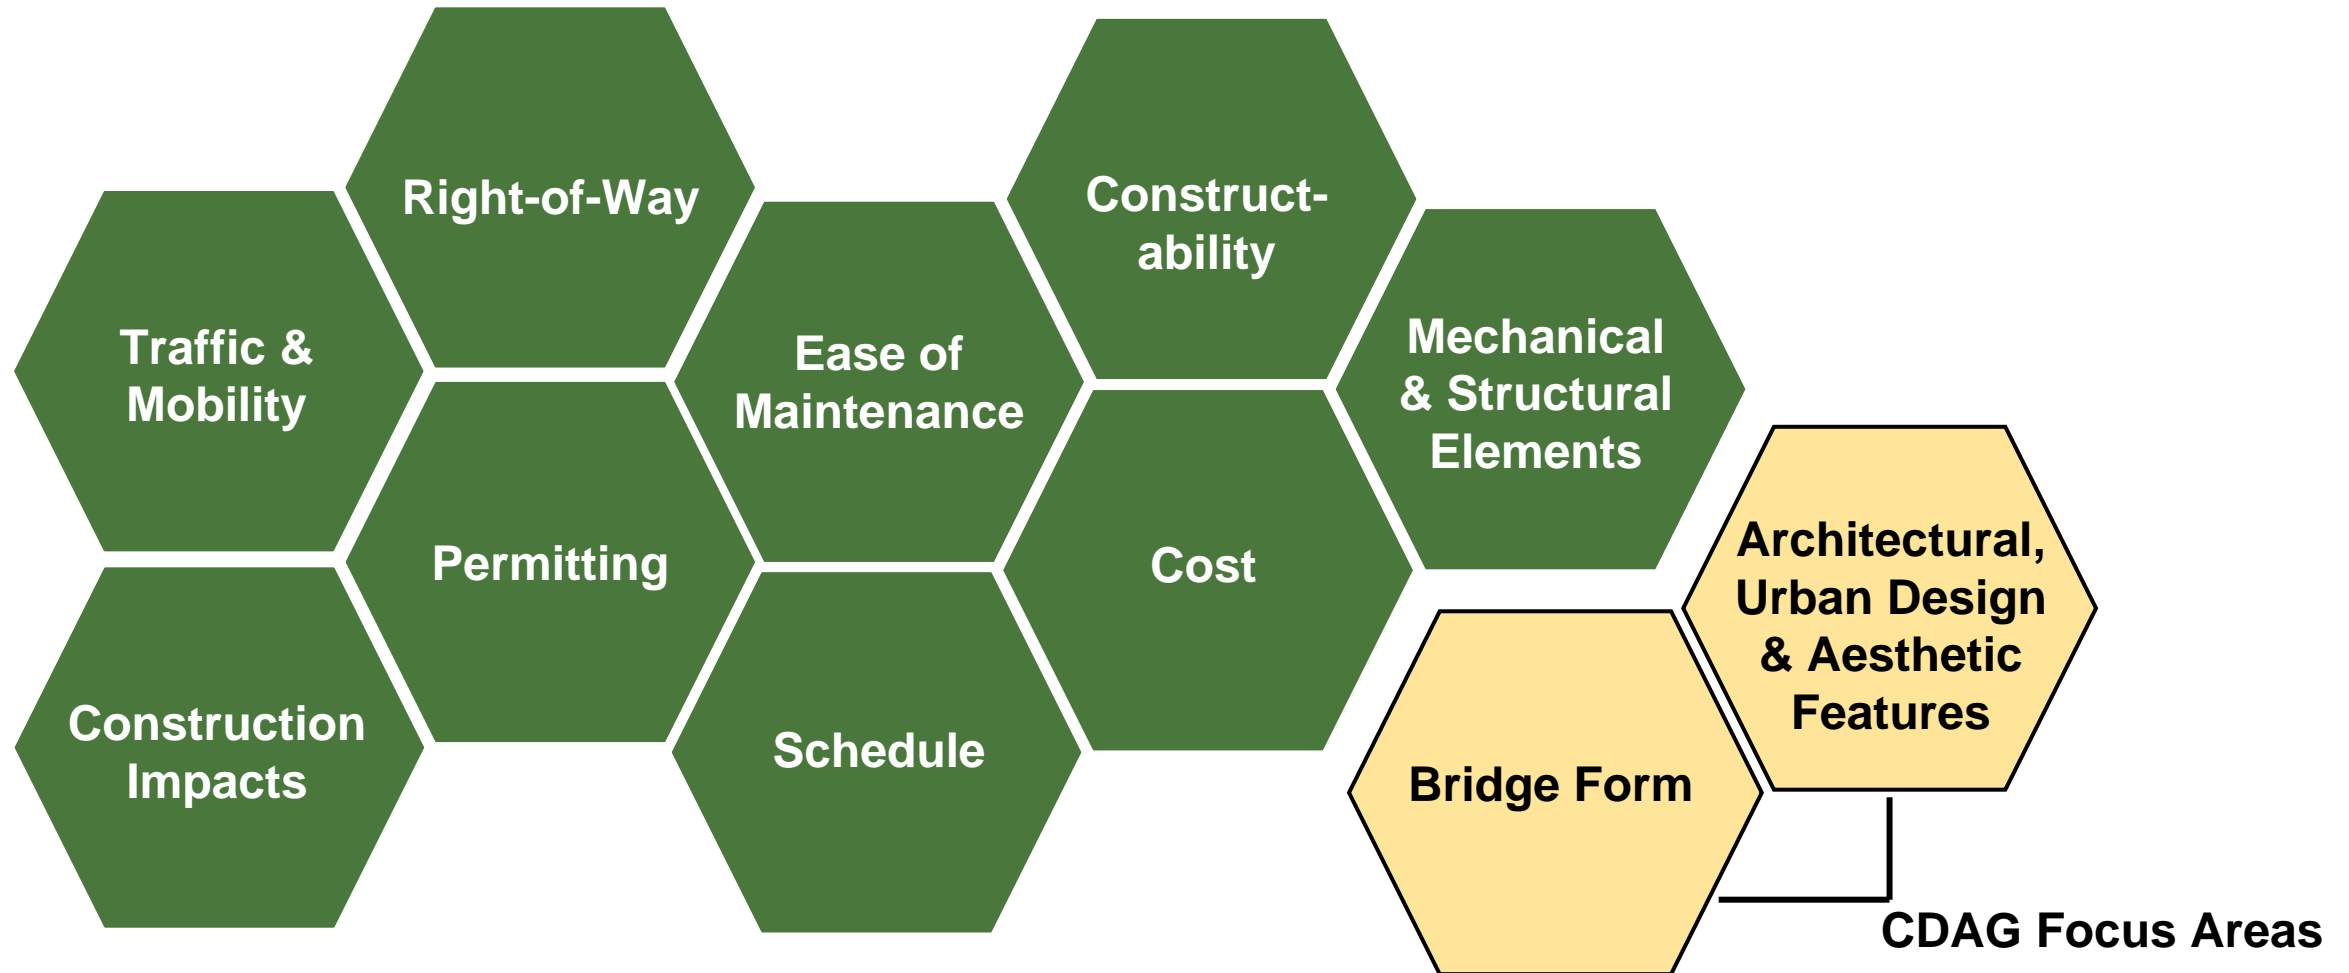 Right-of-Way
Construct-
ability
Traffic &
Mobility
Ease of
Maintenance
Mechanical
& Structural
Elements
Permitting
Cost
Architectural,
Urban Design
& Aesthetic
Features
Construction
Impacts
Schedule
Bridge Form
CDAG Focus Areas